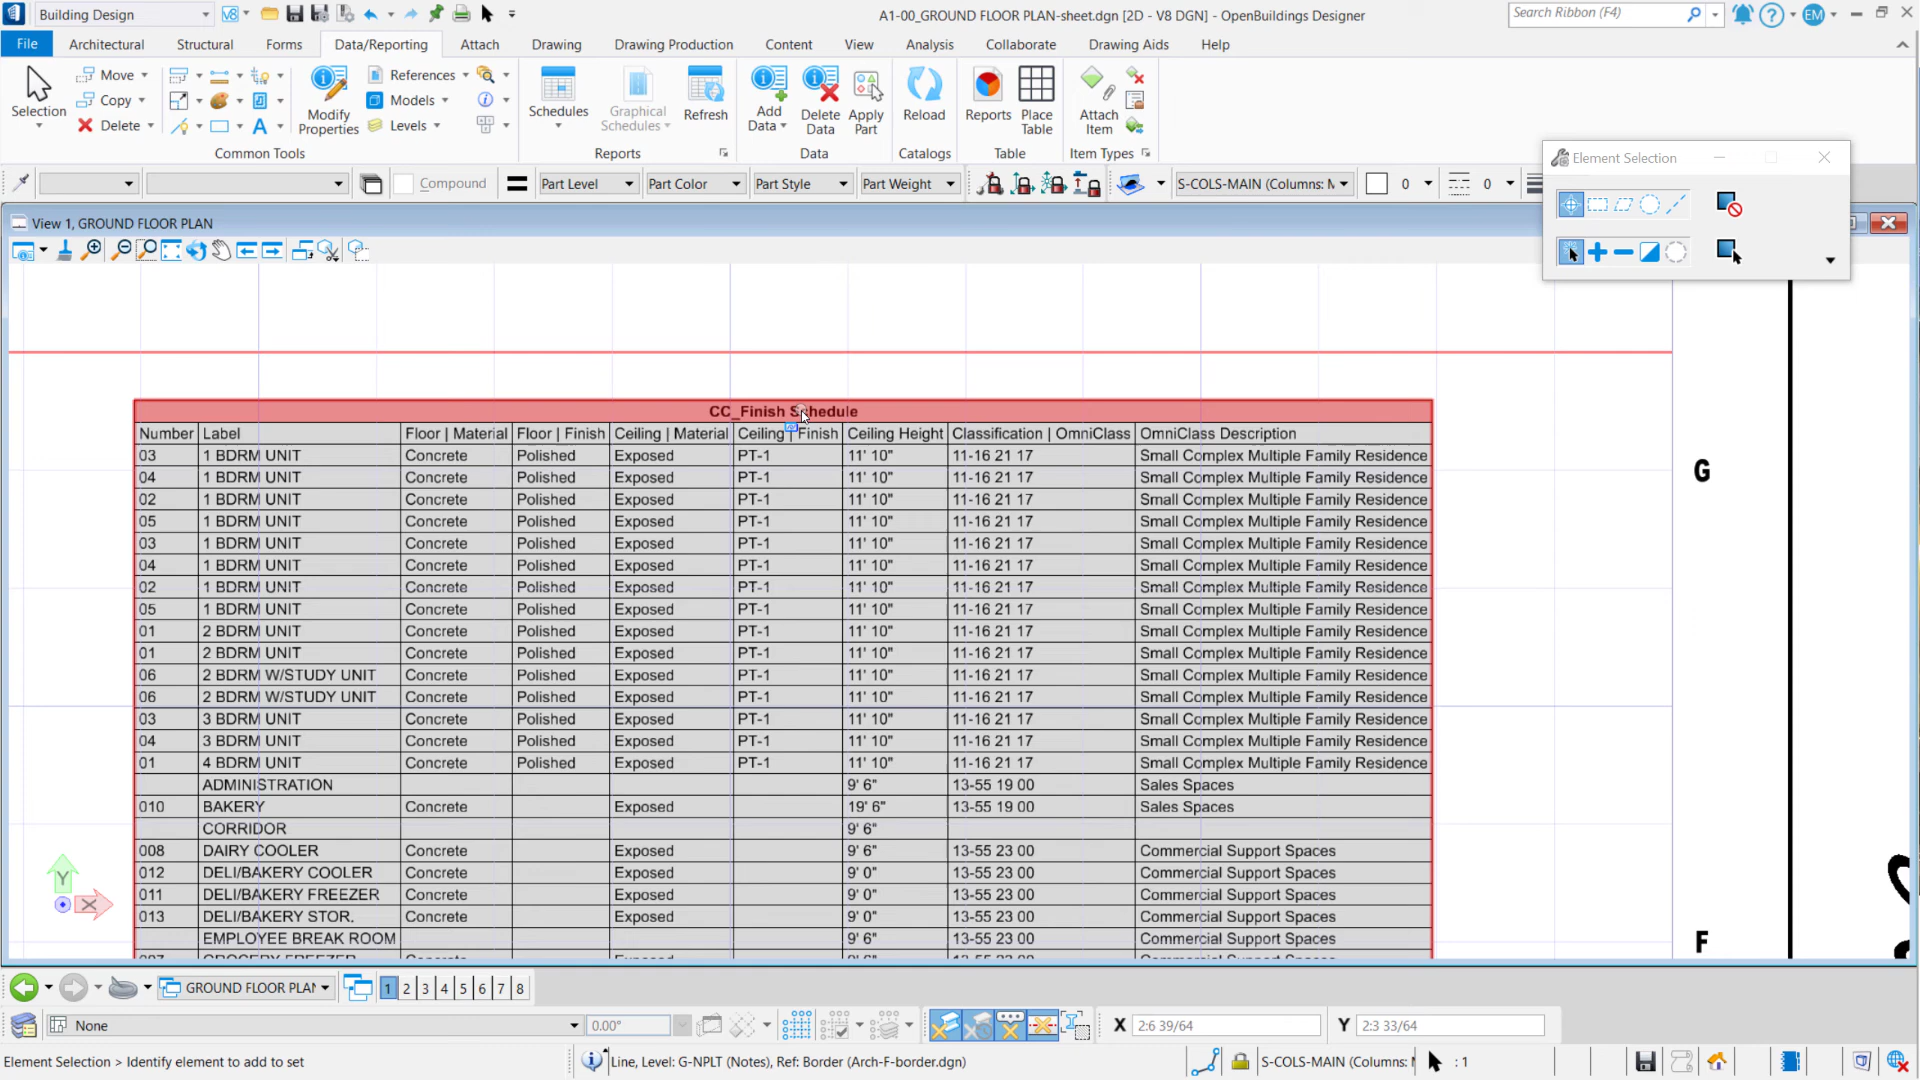 Building Design
V8
A1-00_GROUND FLOOR PLAN-sheet.dgn [2D - V8 DGN] - OpenBuildings Designer
Search Ribbon (F4)
EM
File Architectural Structural Forms Data/Reporting Attach Drawing Drawing Production Content View Analysis Collaborate Drawing Aids Help
Selection
Move
Copy
Delete
Modify Properties
References
Models
Levels
Common Tools
Schedules
Graphical Schedules
Refresh
Reports
Add Data
Delete Data
Apply Part
Data
Reload
Catalogs
Reports
Place Table
Table
Attach Item
Item Types
Compound
Part Level
Part Color
Part Style
Part Weight
S-COLS-MAIN (Columns:
0
0
Element Selection
View 1, GROUND FLOOR PLAN
CC_Finish Schedule
Number Label Floor | Material Floor | Finish Ceiling | Material Ceiling | Finish Ceiling Height Classification | OmniClass OmniClass Description
03 1 BDRM UNIT Concrete Polished Exposed PT-1 11' 10" 11-16 21 17 Small Complex Multiple Family Residence
04 1 BDRM UNIT Concrete Polished Exposed PT-1 11' 10" 11-16 21 17 Small Complex Multiple Family Residence
02 1 BDRM UNIT Concrete Polished Exposed PT-1 11' 10" 11-16 21 17 Small Complex Multiple Family Residence
05 1 BDRM UNIT Concrete Polished Exposed PT-1 11' 10" 11-16 21 17 Small Complex Multiple Family Residence
03 1 BDRM UNIT Concrete Polished Exposed PT-1 11' 10" 11-16 21 17 Small Complex Multiple Family Residence
04 1 BDRM UNIT Concrete Polished Exposed PT-1 11' 10" 11-16 21 17 Small Complex Multiple Family Residence
02 1 BDRM UNIT Concrete Polished Exposed PT-1 11' 10" 11-16 21 17 Small Complex Multiple Family Residence
05 1 BDRM UNIT Concrete Polished Exposed PT-1 11' 10" 11-16 21 17 Small Complex Multiple Family Residence
01 2 BDRM UNIT Concrete Polished Exposed PT-1 11' 10" 11-16 21 17 Small Complex Multiple Family Residence
01 2 BDRM UNIT Concrete Polished Exposed PT-1 11' 10" 11-16 21 17 Small Complex Multiple Family Residence
06 2 BDRM W/STUDY UNIT Concrete Polished Exposed PT-1 11' 10" 11-16 21 17 Small Complex Multiple Family Residence
06 2 BDRM W/STUDY UNIT Concrete Polished Exposed PT-1 11' 10" 11-16 21 17 Small Complex Multiple Family Residence
03 3 BDRM UNIT Concrete Polished Exposed PT-1 11' 10" 11-16 21 17 Small Complex Multiple Family Residence
04 3 BDRM UNIT Concrete Polished Exposed PT-1 11' 10" 11-16 21 17 Small Complex Multiple Family Residence
01 4 BDRM UNIT Concrete Polished Exposed PT-1 11' 10" 11-16 21 17 Small Complex Multiple Family Residence
ADMINISTRATION 9' 6" 13-55 19 00 Sales Spaces
010 BAKERY Concrete Exposed 19' 6" 13-55 19 00 Sales Spaces
CORRIDOR 9' 6"
008 DAIRY COOLER Concrete Exposed 9' 6" 13-55 23 00 Commercial Support Spaces
012 DELI/BAKERY COOLER Concrete Exposed 9' 0" 13-55 23 00 Commercial Support Spaces
011 DELI/BAKERY FREEZER Concrete Exposed 9' 0" 13-55 23 00 Commercial Support Spaces
013 DELI/BAKERY STOR. Concrete Exposed 9' 0" 13-55 23 00 Commercial Support Spaces
EMPLOYEE BREAK ROOM 9' 6" 13-55 23 00 Commercial Support Spaces
G
F
Y
X
GROUND FLOOR PLAN
1 2 3 4 5 6 7 8
None
0.00°
X 2:6 39/64
Y 2:3 33/64
Element Selection > Identify element to add to set
Line, Level: G-NPLT (Notes), Ref: Border (Arch-F-border.dgn)
S-COLS-MAIN (Columns:
: 1